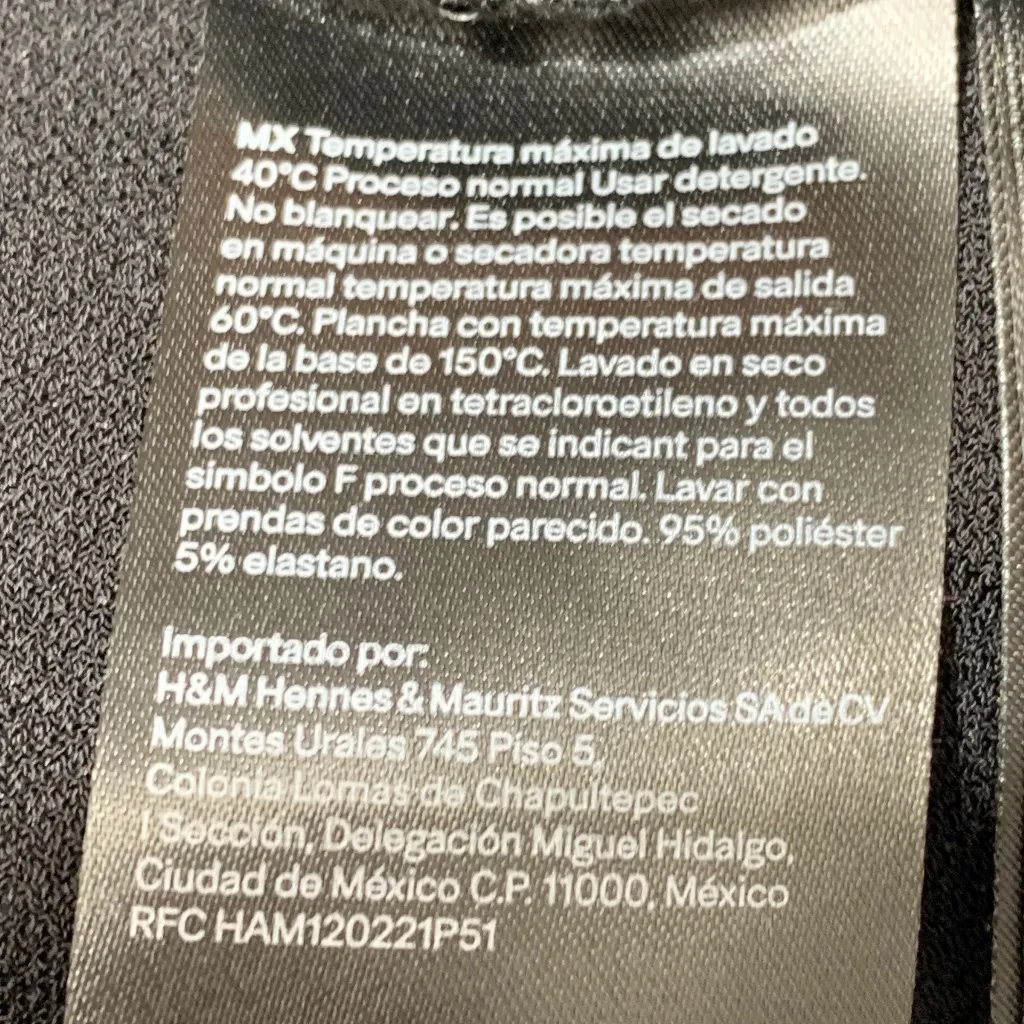 MX Temperatura máxima de lavado
40°C Proceso normal Usar detergente.
No blanquear. Es posible el secado
en máquina o secadora temperatura
normal temperatura máxima de salida
60°C. Plancha con temperatura máxima
de la base de 150°C. Lavado en seco
profesional en tetracloroetileno y todos
los solventes que se indicant para el
símbolo F proceso normal. Lavar con
prendas de color parecido. 95% poliéster
5% elastano.
Importado por:
H&M Hennes & Mauritz Servicios SA de CV
Montes Urales 745 Piso 5,
Colonia Lomas de Chapultepec
I Sección, Delegación Miguel Hidalgo,
Ciudad de México C.P. 11000, México
RFC HAM120221P51